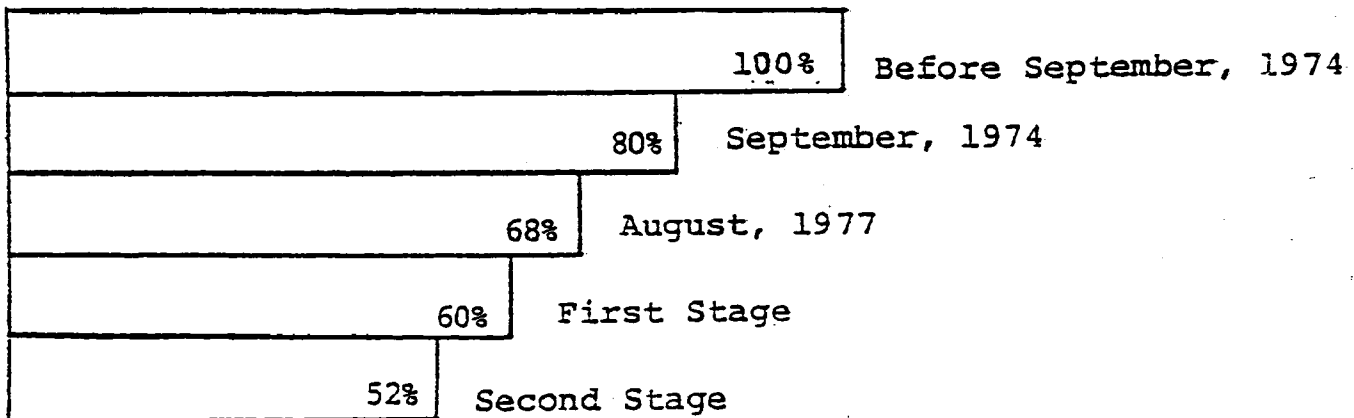 100% Before September, 1974
80% September, 1974
68% August, 1977
60% First Stage
52% Second Stage